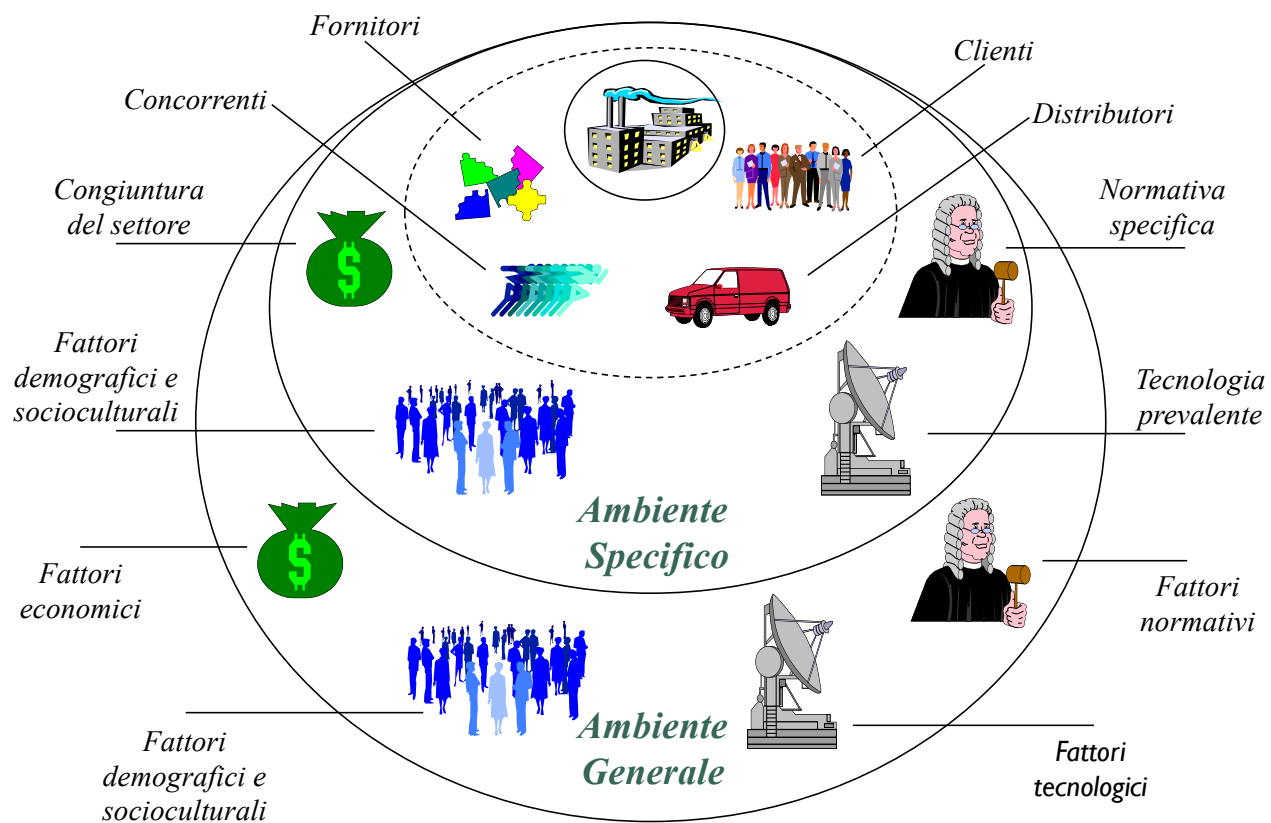 Fornitori
Clienti
Concorrenti
Distributori
Congiuntura
del settore
Normativa
specifica
Fattori
demografici e
socioculturali
Tecnologia
prevalente
Ambiente
Specifico
Fattori
economici
Fattori
normativi
Ambiente
Generale
Fattori
demografici e
socioculturali
Fattori
tecnologici